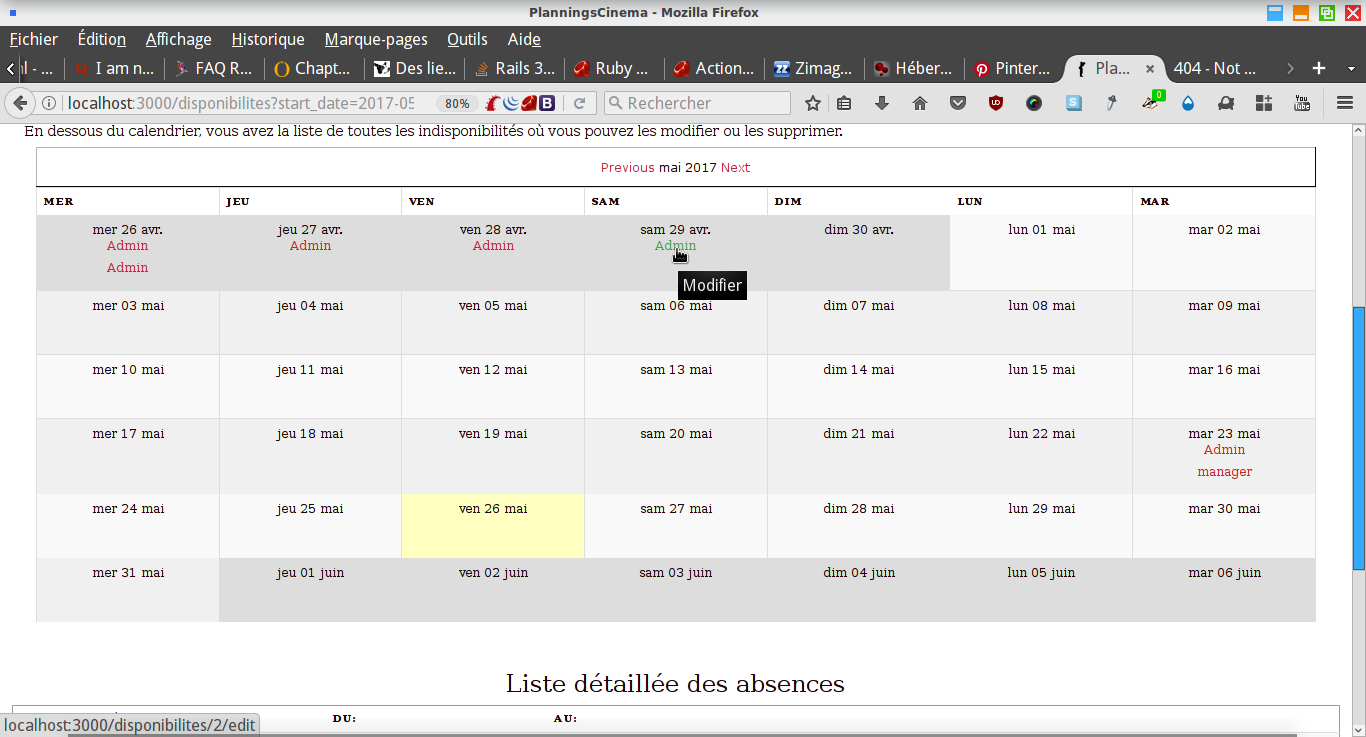 PlanningsCinema - Mozilla Firefox
Fichier Édition Affichage Historique Marque-pages Outils Aide
ıl - ... I am n... FAQ R... Chapt... Des lie... Rails 3... Ruby ... Action... Zimag... Héber... Pinter... Pla... 404 - Not ...
localhost:3000/disponibilites?start_date=2017-05 80% B Rechercher 0 You Tube
En dessous du calendrier, vous avez la liste de toutes les indisponibilités où vous pouvez les modifier ou les supprimer.
Previous mai 2017 Next
MER JEU VEN SAM DIM LUN MAR
mer 26 avr. jeu 27 avr. ven 28 avr. sam 29 avr. dim 30 avr. lun 01 mai mar 02 mai
Admin Admin Admin Admin
Admin
Modifier
mer 03 mai jeu 04 mai ven 05 mai sam 06 mai dim 07 mai lun 08 mai mar 09 mai
mer 10 mai jeu 11 mai ven 12 mai sam 13 mai dim 14 mai lun 15 mai mar 16 mai
mer 17 mai jeu 18 mai ven 19 mai sam 20 mai dim 21 mai lun 22 mai mar 23 mai
Admin
manager
mer 24 mai jeu 25 mai ven 26 mai sam 27 mai dim 28 mai lun 29 mai mar 30 mai
mer 31 mai jeu 01 juin ven 02 juin sam 03 juin dim 04 juin lun 05 juin mar 06 juin
Liste détaillée des absences
DU: AU:
localhost:3000/disponibilites/2/edit